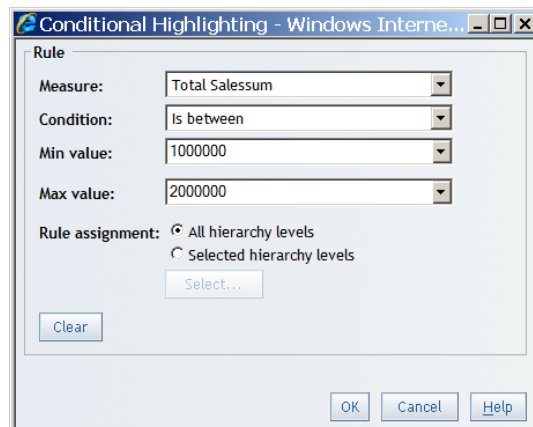 Conditional Highlighting - Windows Interne...
Rule
Measure: Total Salessum
Condition: Is between
Min value: 1000000
Max value: 2000000
Rule assignment: All hierarchy levels
Selected hierarchy levels
Select...
Clear
OK Cancel Help